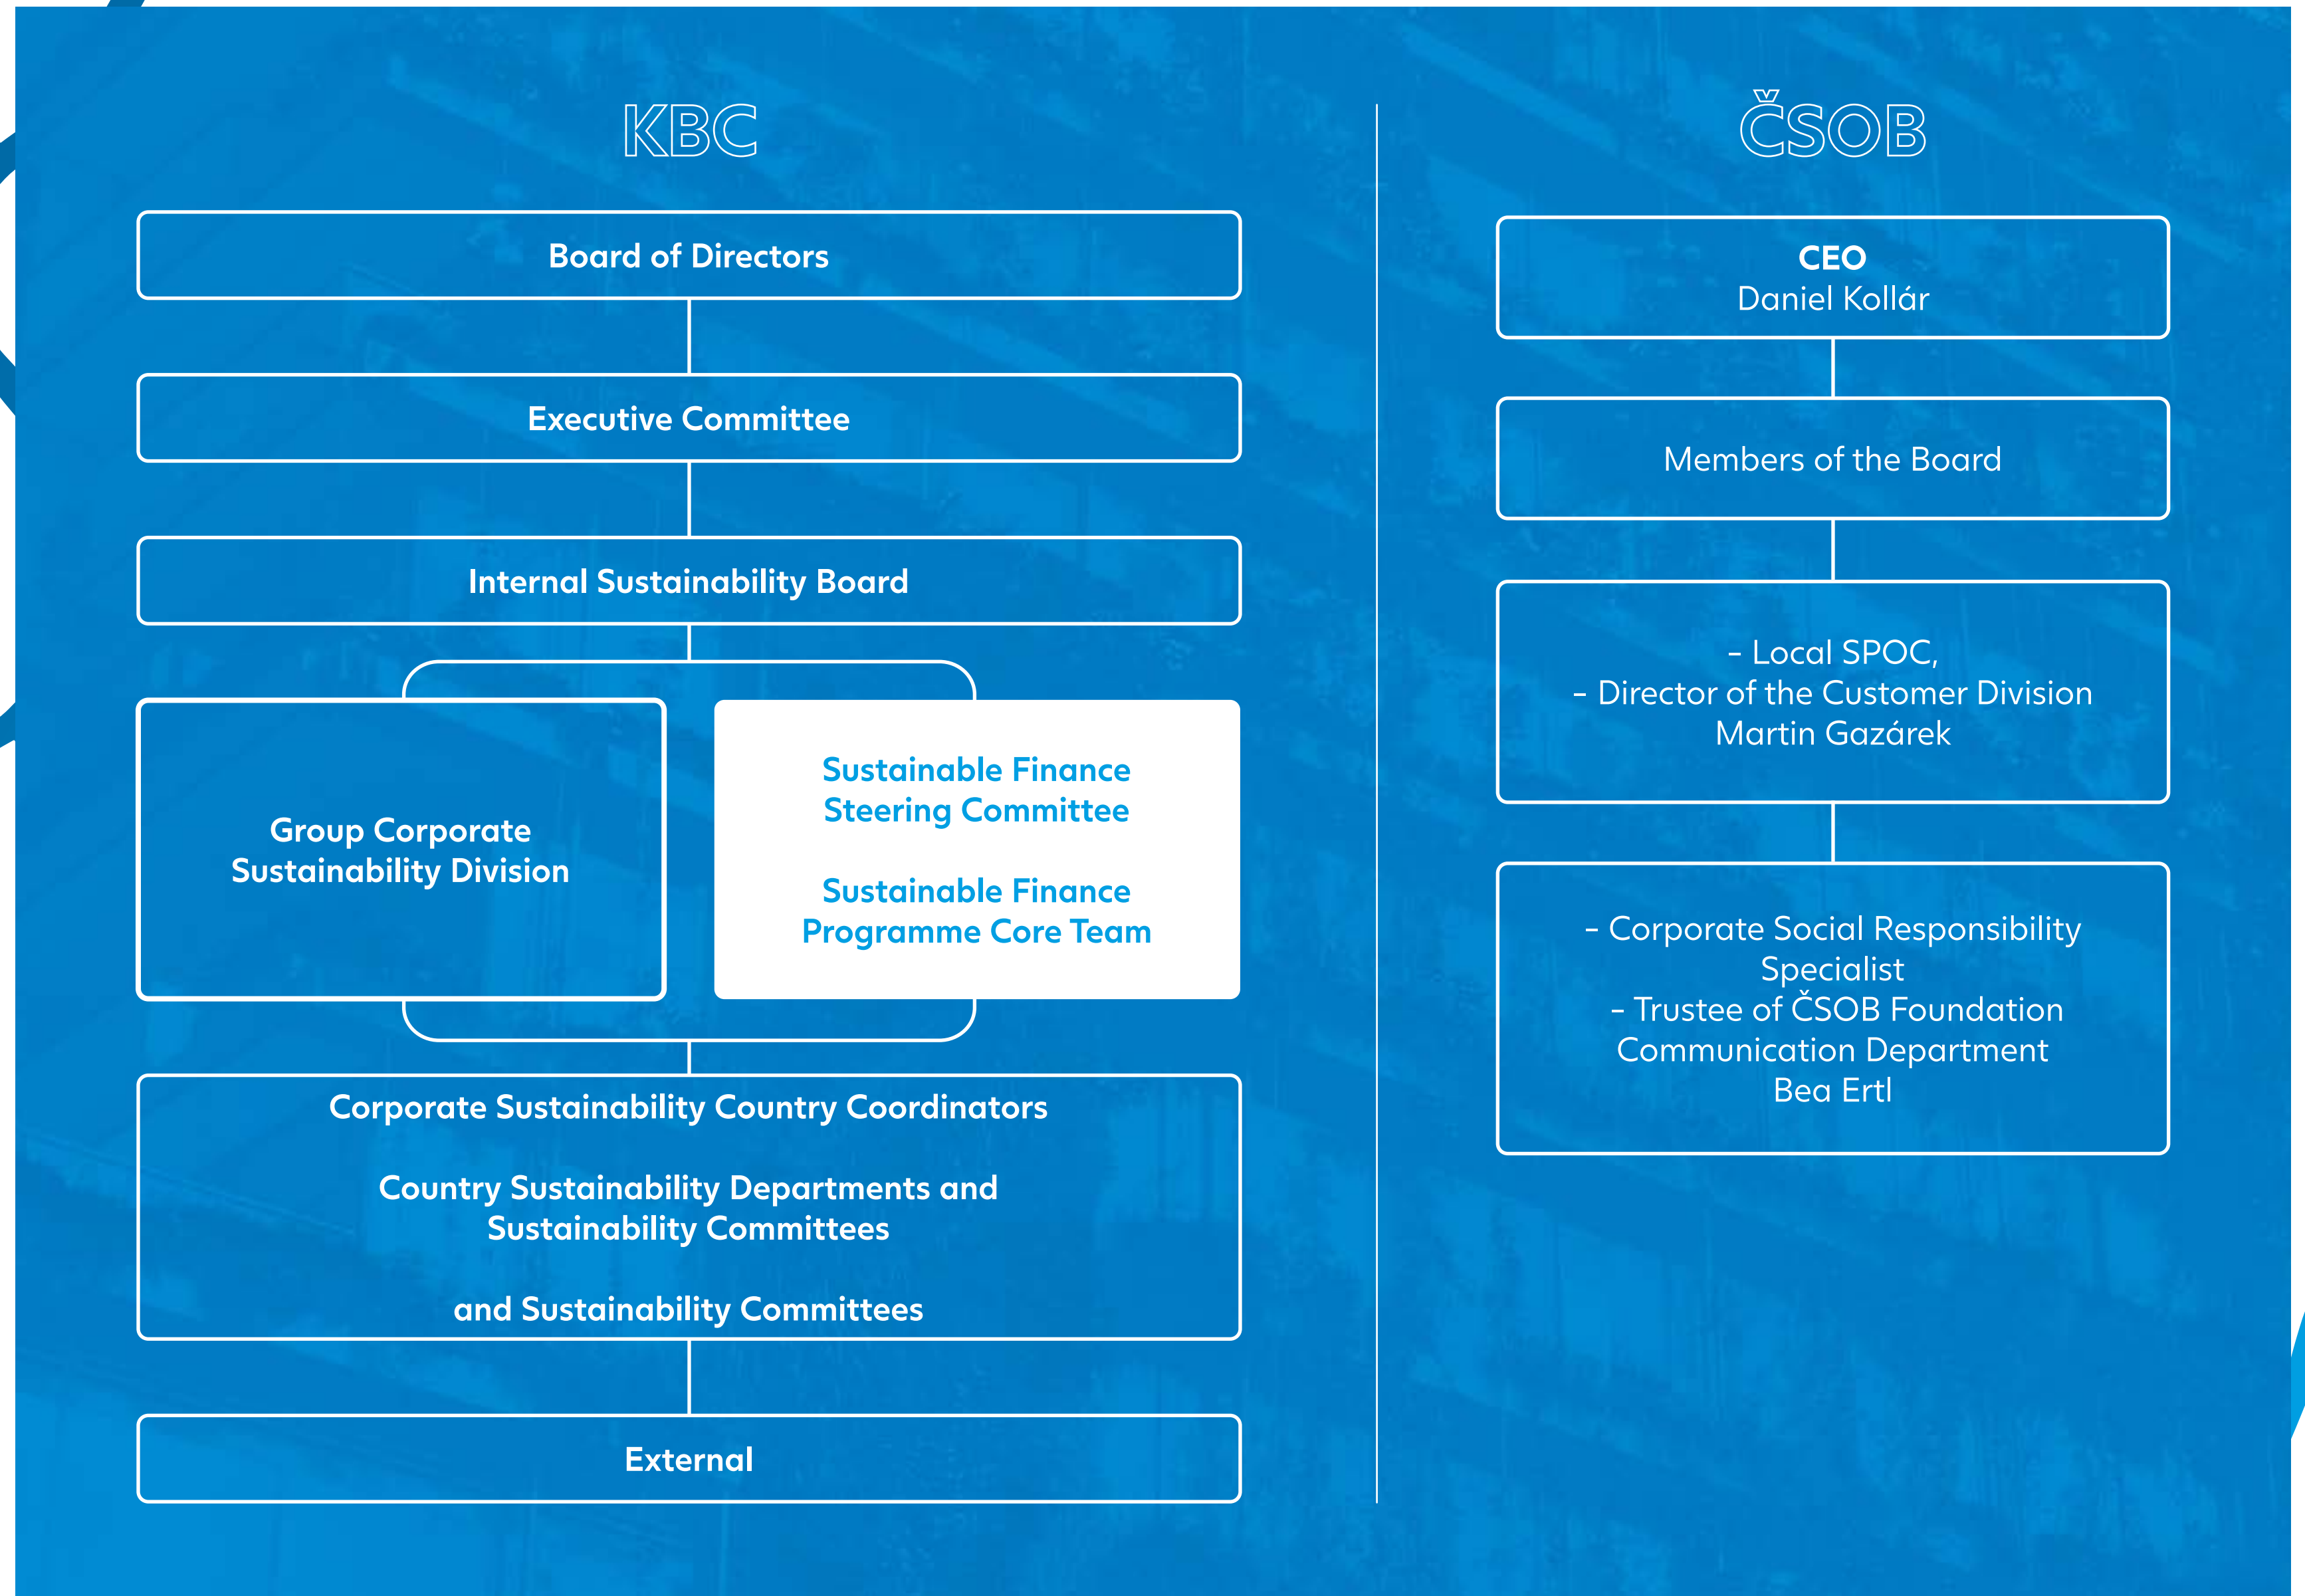 KBC
Board of Directors
Executive Committee
Internal Sustainability Board
Group Corporate
Sustainability Division
Sustainable Finance
Steering Committee
Sustainable Finance
Programme Core Team
Corporate Sustainability Country Coordinators
Country Sustainability Departments and
Sustainability Committees
and Sustainability Committees
External
ČSOB
CEO
Daniel Kollár
Members of the Board
– Local SPOC,
– Director of the Customer Division
Martin Gazárek
– Corporate Social Responsibility
Specialist
– Trustee of ČSOB Foundation
Communication Department
Bea Ertl